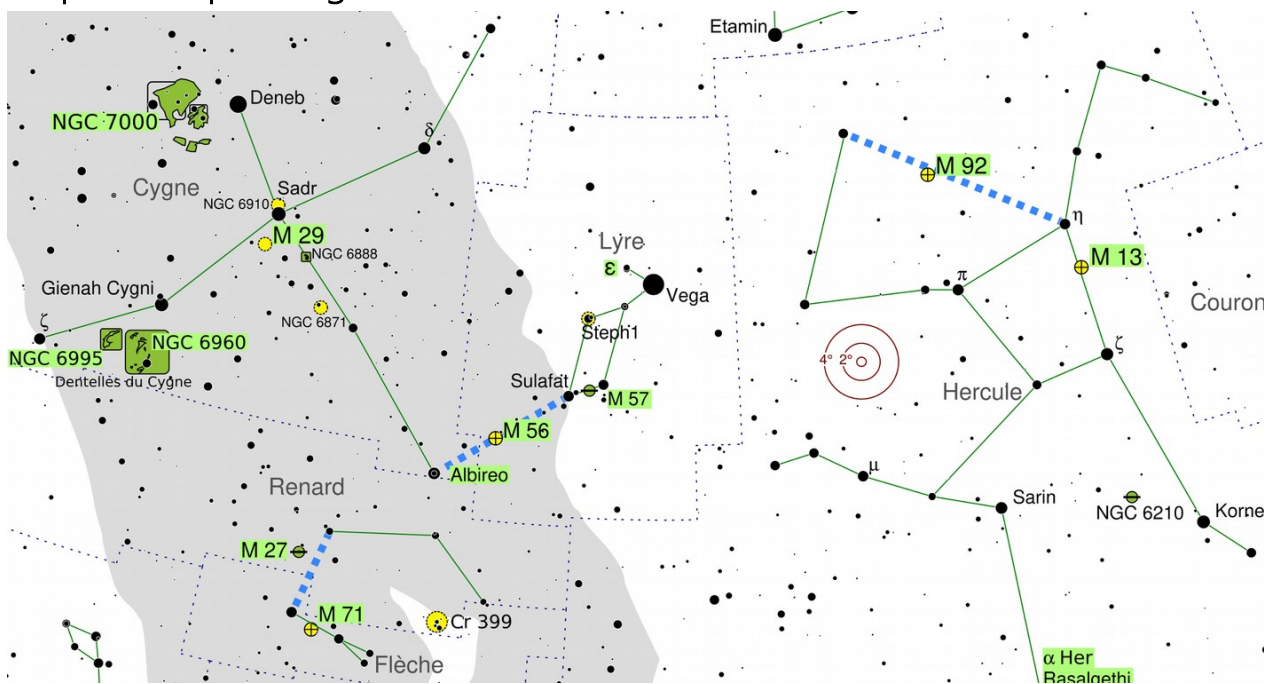 Etamin
Deneb
NGC 7000
δ
M 92
Cygne
Sadr
NGC 6910
η
M 29
Lyre
NGC 6888
M 13
ε
π
Gienah Cygni
Vega
Couron
NGC 6871
ζ
Steph1
NGC 6960
ζ
NGC 6995
4° 2°
Dentelles du Cygne
Sulafat
Hercule
M 57
M 56
Albireo
μ
Renard
Sarin
NGC 6210
Korne
M 27
M 71
Cr 399
Flèche
α Her
Rasalgethi